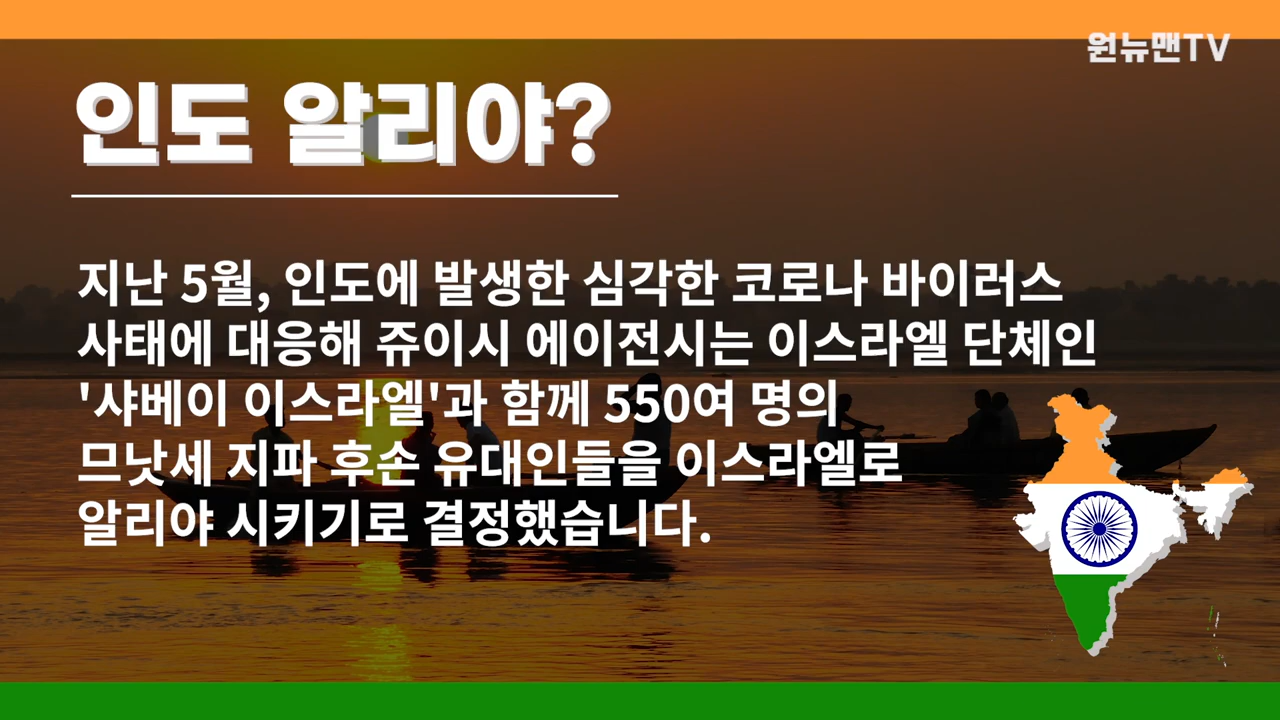 원뉴맨TV
인도 알리야?
지난 5월, 인도에 발생한 심각한 코로나 바이러스
사태에 대응해 쥬이시 에이전시는 이스라엘 단체인
'샤베이 이스라엘'과 함께 550여 명의
므낫세 지파 후손 유대인들을 이스라엘로
알리야 시키기로 결정했습니다.